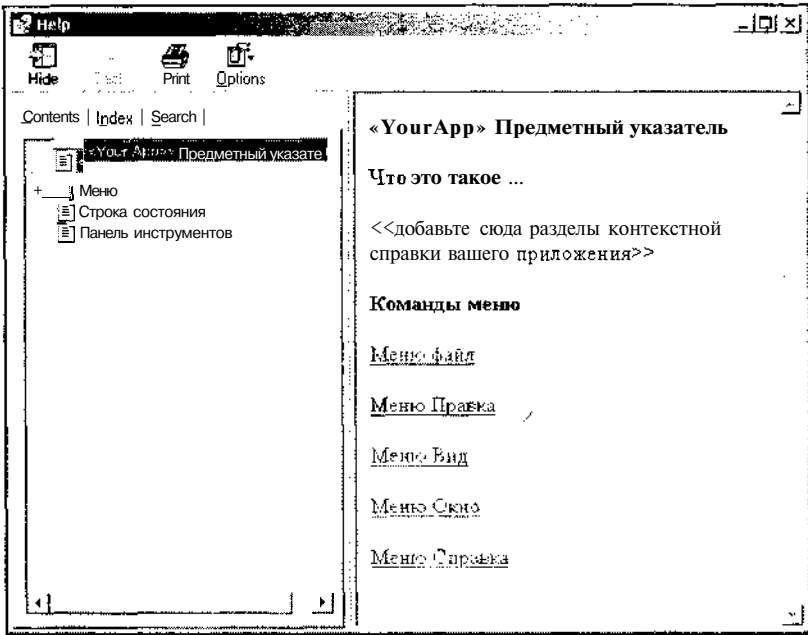 Help
Hide
Print
Options
Contents | Index | Search |
«YourApp» Предметный указате
Меню
Строка состояния
Панель инструментов
«YourApp» Предметный указатель
Что это такое ...
<<добавьте сюда разделы контекстной
справки вашего приложения>>
Команды меню
Меню файл
Меню Правка
Меню Вид
Меню Окно
Меню Справка